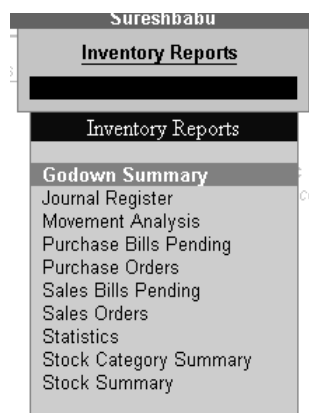 Sureshbabu
Inventory Reports
Inventory Reports
Godown Summary
Journal Register
Movement Analysis
Purchase Bills Pending
Purchase Orders
Sales Bills Pending
Sales Orders
Statistics
Stock Category Summary
Stock Summary